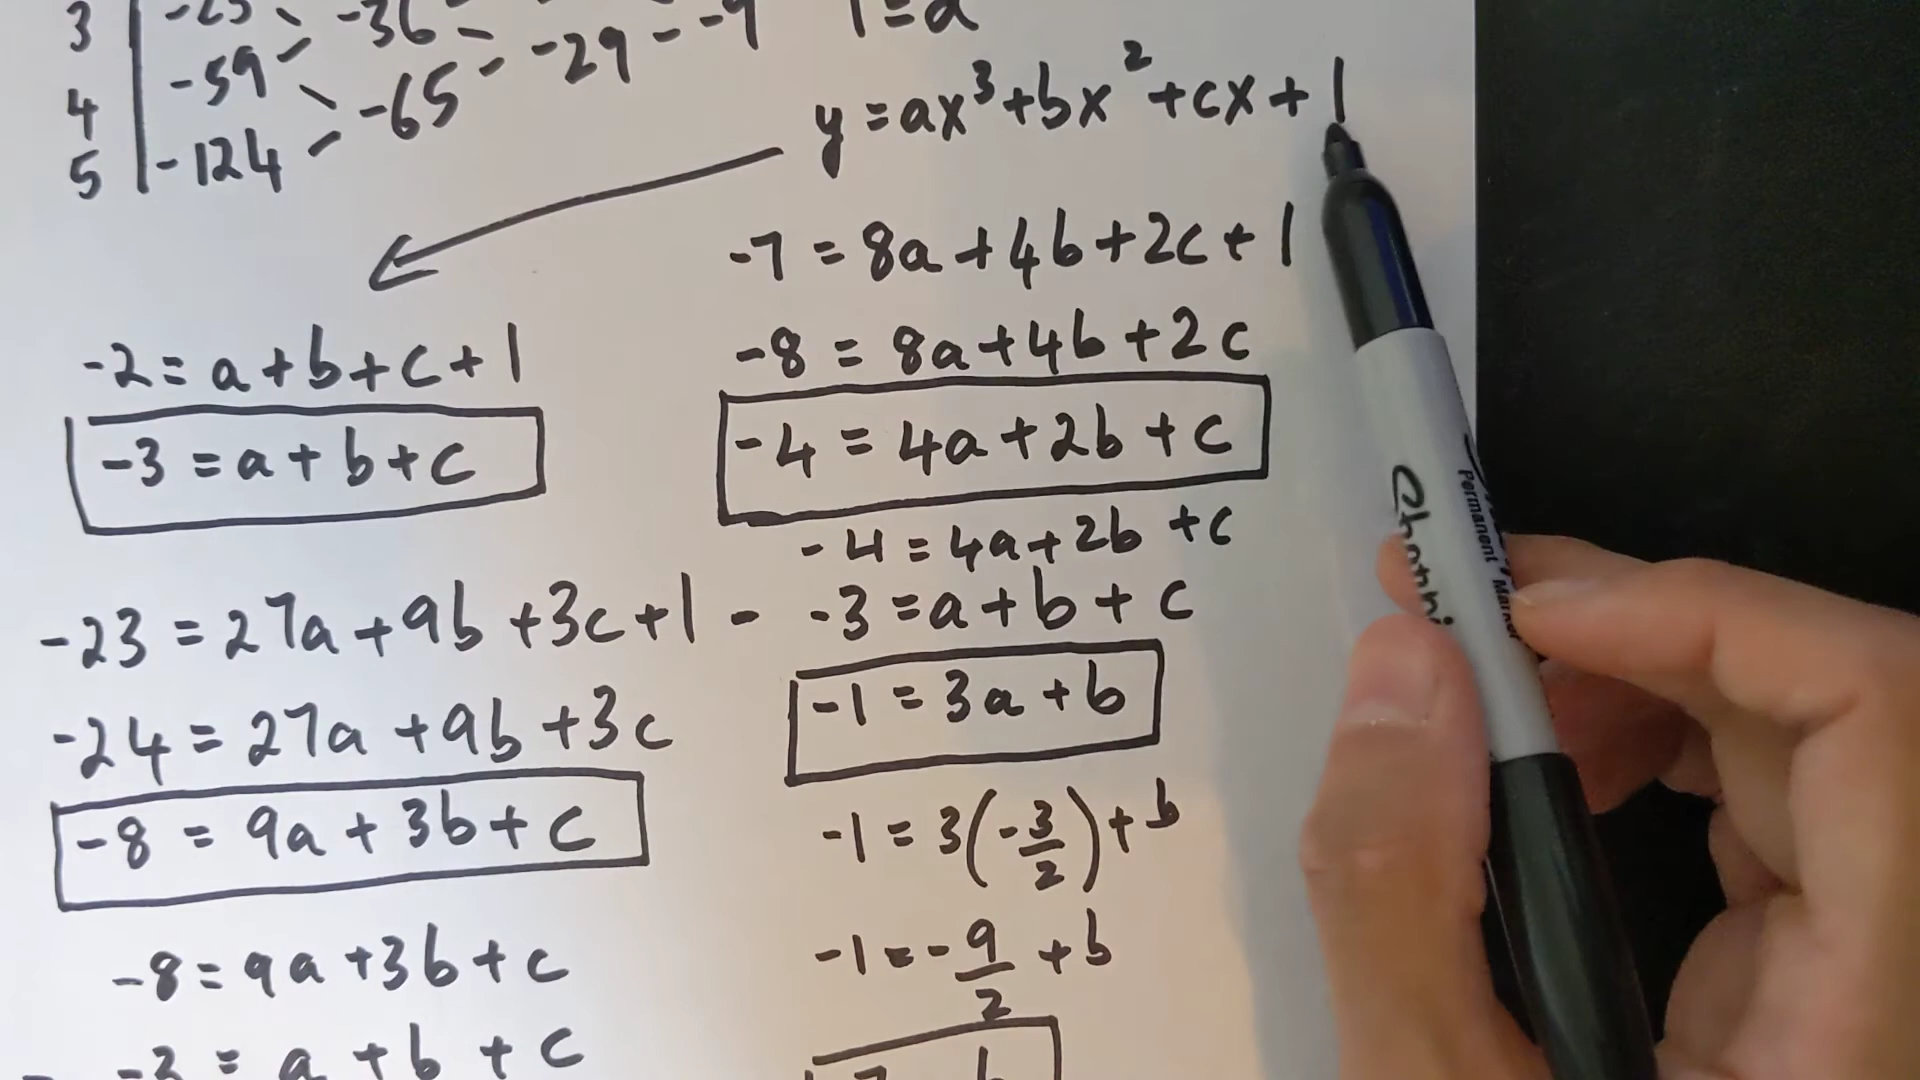 3 | -23 -36
4 | -59 -29 -9 1 = d
5 | -124 -65
y = ax³ + bx² + cx + 1
-7 = 8a + 4b + 2c + 1
-2 = a + b + c + 1
-8 = 8a + 4b + 2c
-3 = a + b + c
-4 = 4a + 2b + c
-4 = 4a + 2b + c
-23 = 27a + 9b + 3c + 1
- -3 = a + b + c
-24 = 27a + 9b + 3c
-1 = 3a + b
-8 = 9a + 3b + c
-1 = 3(-3/2) + b
-8 = 9a + 3b + c
-1 = -9/2 + b
- -3 = a + b + c
Permanent Marker